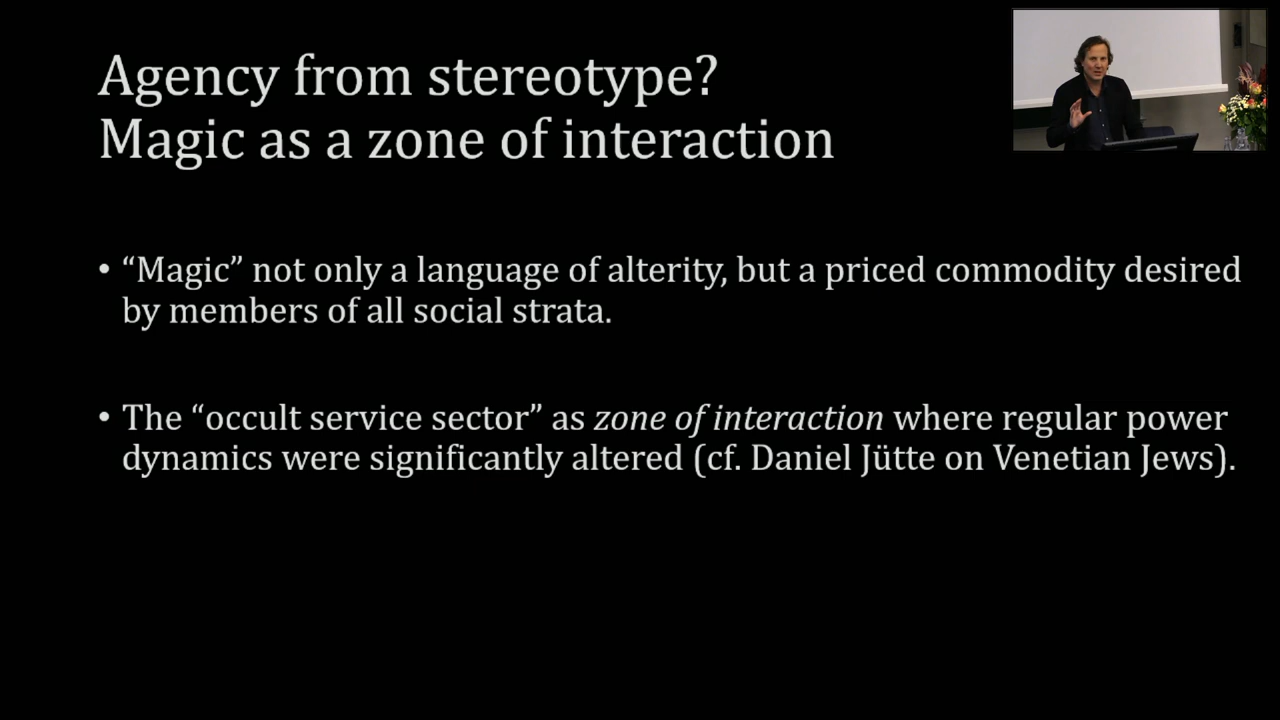 Agency from stereotype?
Magic as a zone of interaction
• “Magic” not only a language of alterity, but a priced commodity desired
by members of all social strata.
• The “occult service sector” as zone of interaction where regular power
dynamics were significantly altered (cf. Daniel Jütte on Venetian Jews).